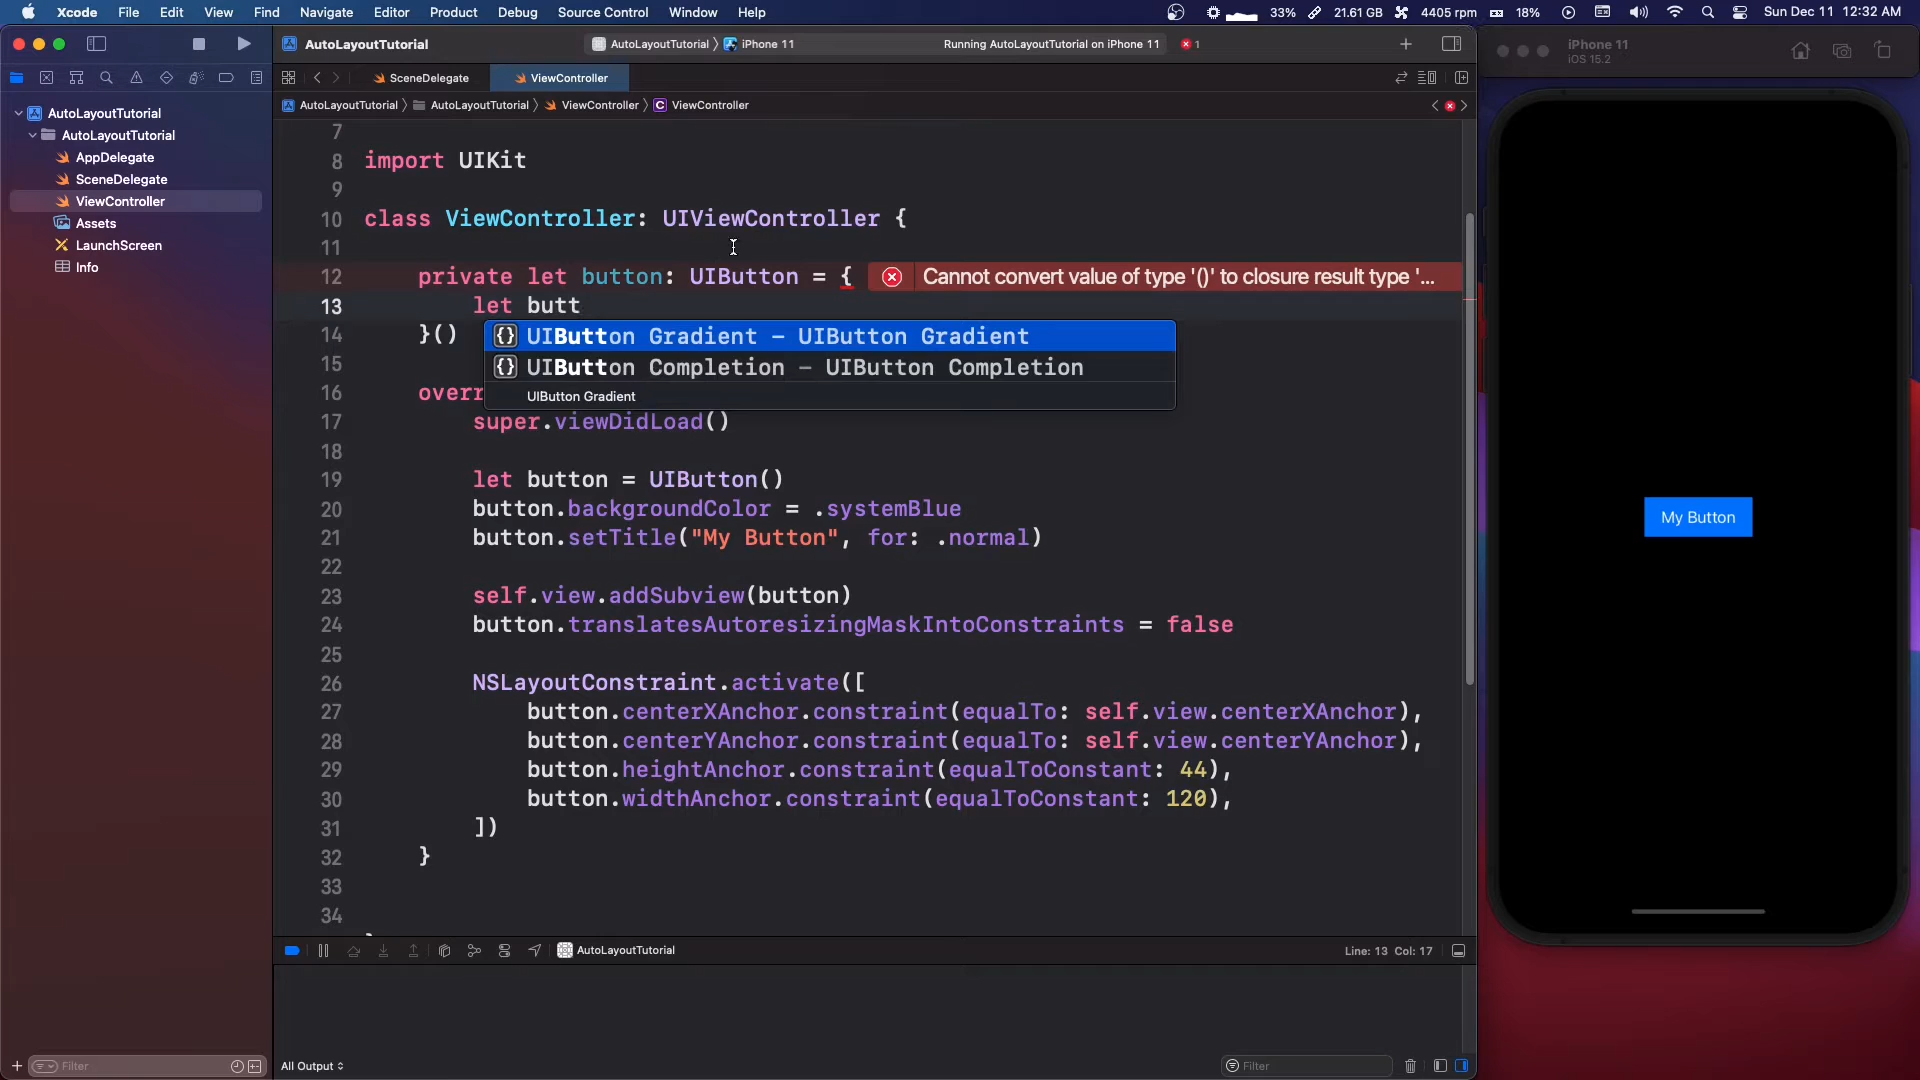 Xcode File Edit View Find Navigate Editor Product Debug Source Control Window Help 33% 21.61 GB 4405 rpm 18% Sun Dec 11 12:32 AM
AutoLayoutTutorial AutoLayoutTutorial iPhone 11 Running AutoLayoutTutorial on iPhone 11 1
iPhone 11
iOS 15.2
SceneDelegate ViewController
AutoLayoutTutorial AutoLayoutTutorial ViewController C ViewController
AutoLayoutTutorial
AutoLayoutTutorial
AppDelegate
SceneDelegate
ViewController
Assets
LaunchScreen
Info
7
8 import UIKit
9
10 class ViewController: UIViewController {
11
12 private let button: UIButton = { Cannot convert value of type '()' to closure result type '...
13 let butt
14 }()
{} UIButton Gradient – UIButton Gradient
{} UIButton Completion – UIButton Completion
UIButton Gradient
15
16 overr
17 super.viewDidLoad()
18
19 let button = UIButton()
20 button.backgroundColor = .systemBlue
21 button.setTitle("My Button", for: .normal)
22
23 self.view.addSubview(button)
24 button.translatesAutoresizingMaskIntoConstraints = false
25
26 NSLayoutConstraint.activate([
27 button.centerXAnchor.constraint(equalTo: self.view.centerXAnchor),
28 button.centerYAnchor.constraint(equalTo: self.view.centerYAnchor),
29 button.heightAnchor.constraint(equalToConstant: 44),
30 button.widthAnchor.constraint(equalToConstant: 120),
31 ])
32 }
33
34
My Button
AutoLayoutTutorial Line: 13 Col: 17
Filter All Output Filter